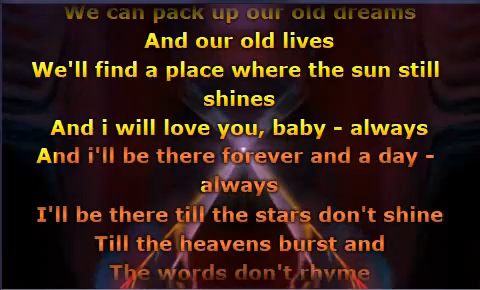 We can pack up our old dreams
And our old lives
We'll find a place where the sun still
shines
And i will love you, baby - always
And i'll be there forever and a day -
always
I'll be there till the stars don't shine
Till the heavens burst and
The words don't rhyme